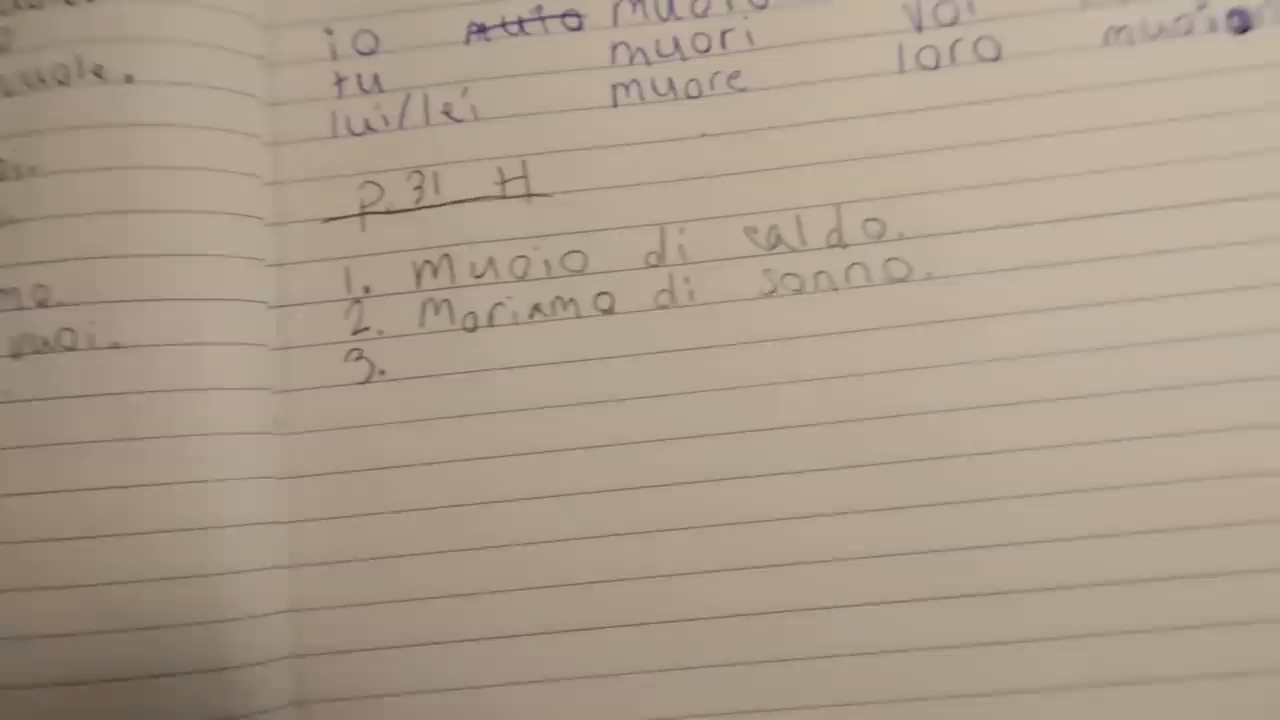 io muoio voi
tu muori loro muoio
lui/lei muore
p. 31 H
1. Muoio di caldo.
2. Moriamo di sonno.
3.